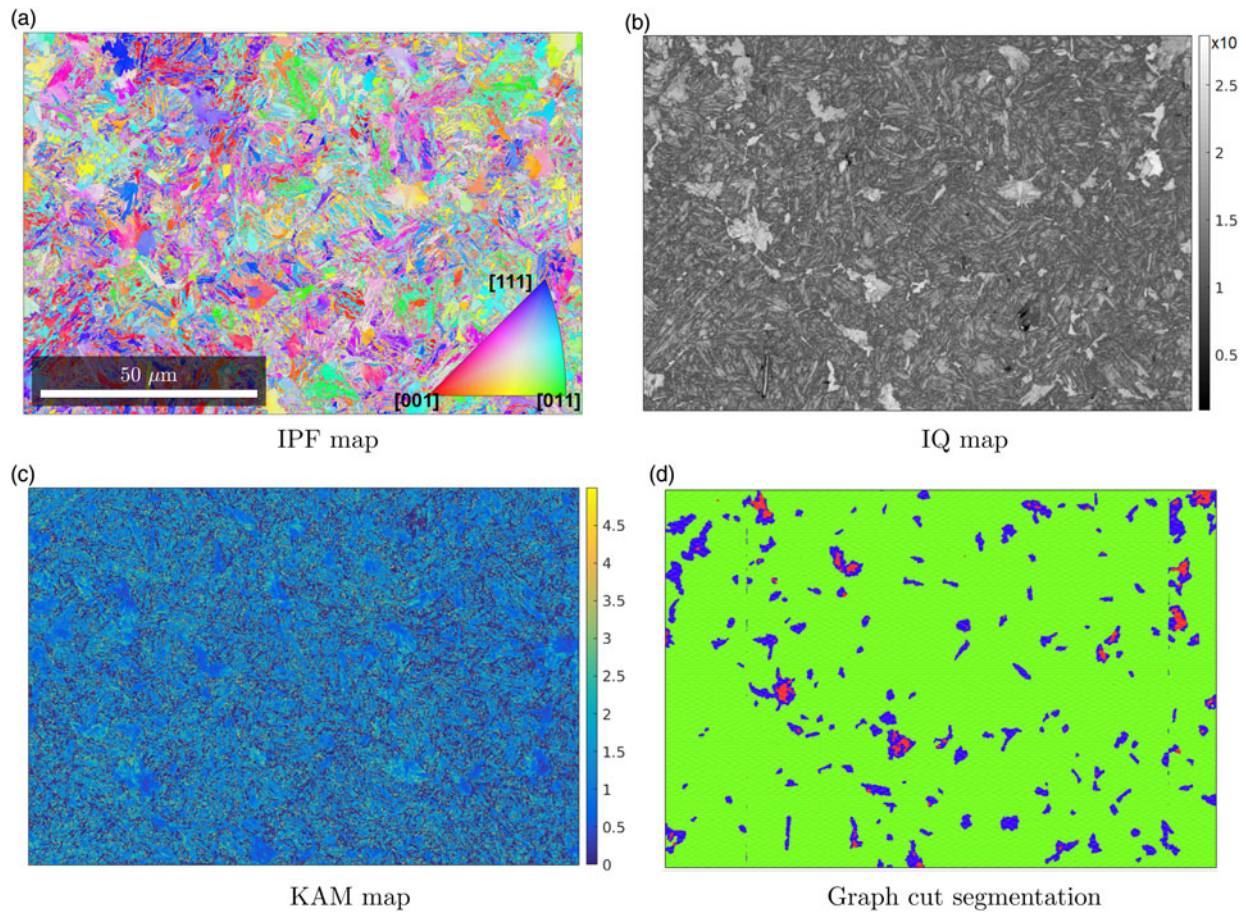 (a)
[111]
50 μm
[001]
[011]
IPF map
(b)
x10
2.5
2
1.5
1
0.5
IQ map
(c)
4.5
4
3.5
3
2.5
2
1.5
1
0.5
0
KAM map
(d)
Graph cut segmentation